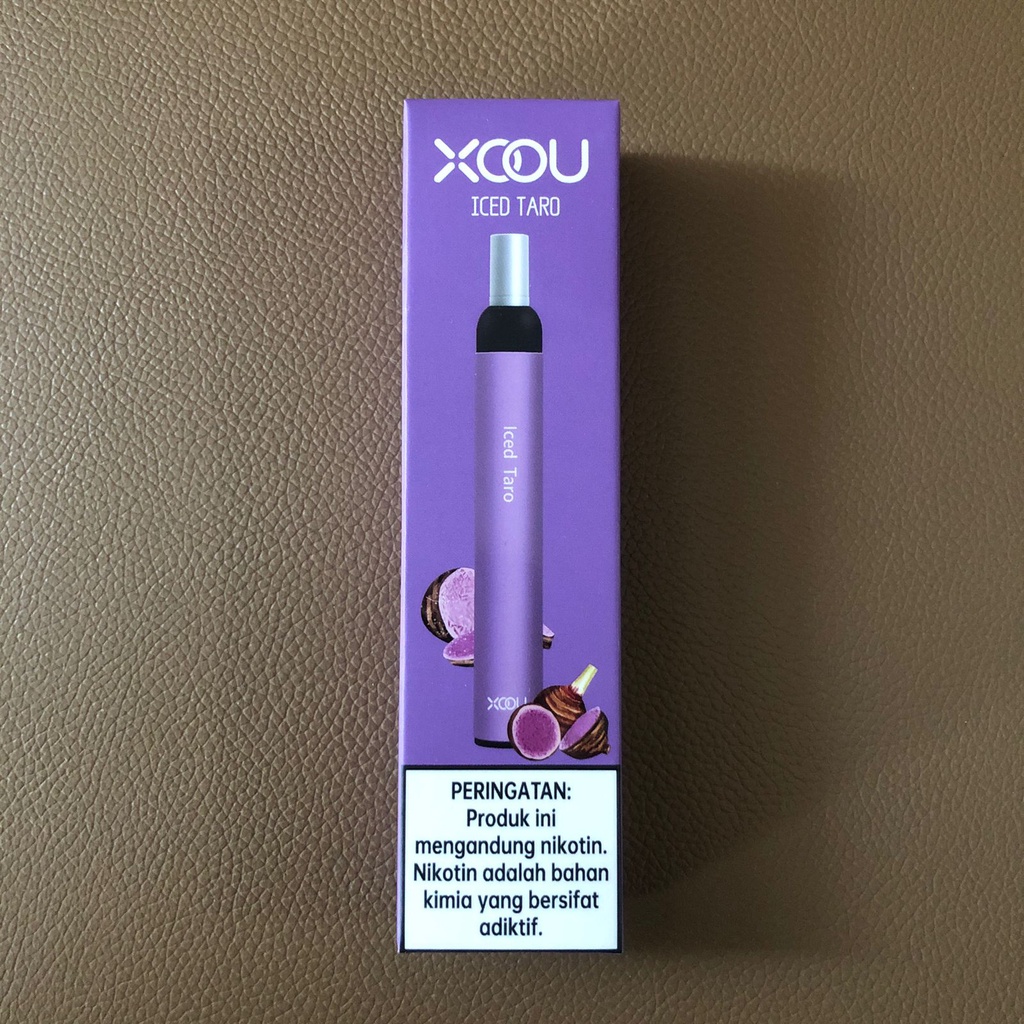 XOOU
ICED TARO
Iced Taro
XOOU
PERINGATAN:
Produk ini
mengandung nikotin.
Nikotin adalah bahan
kimia yang bersifat
adiktif.